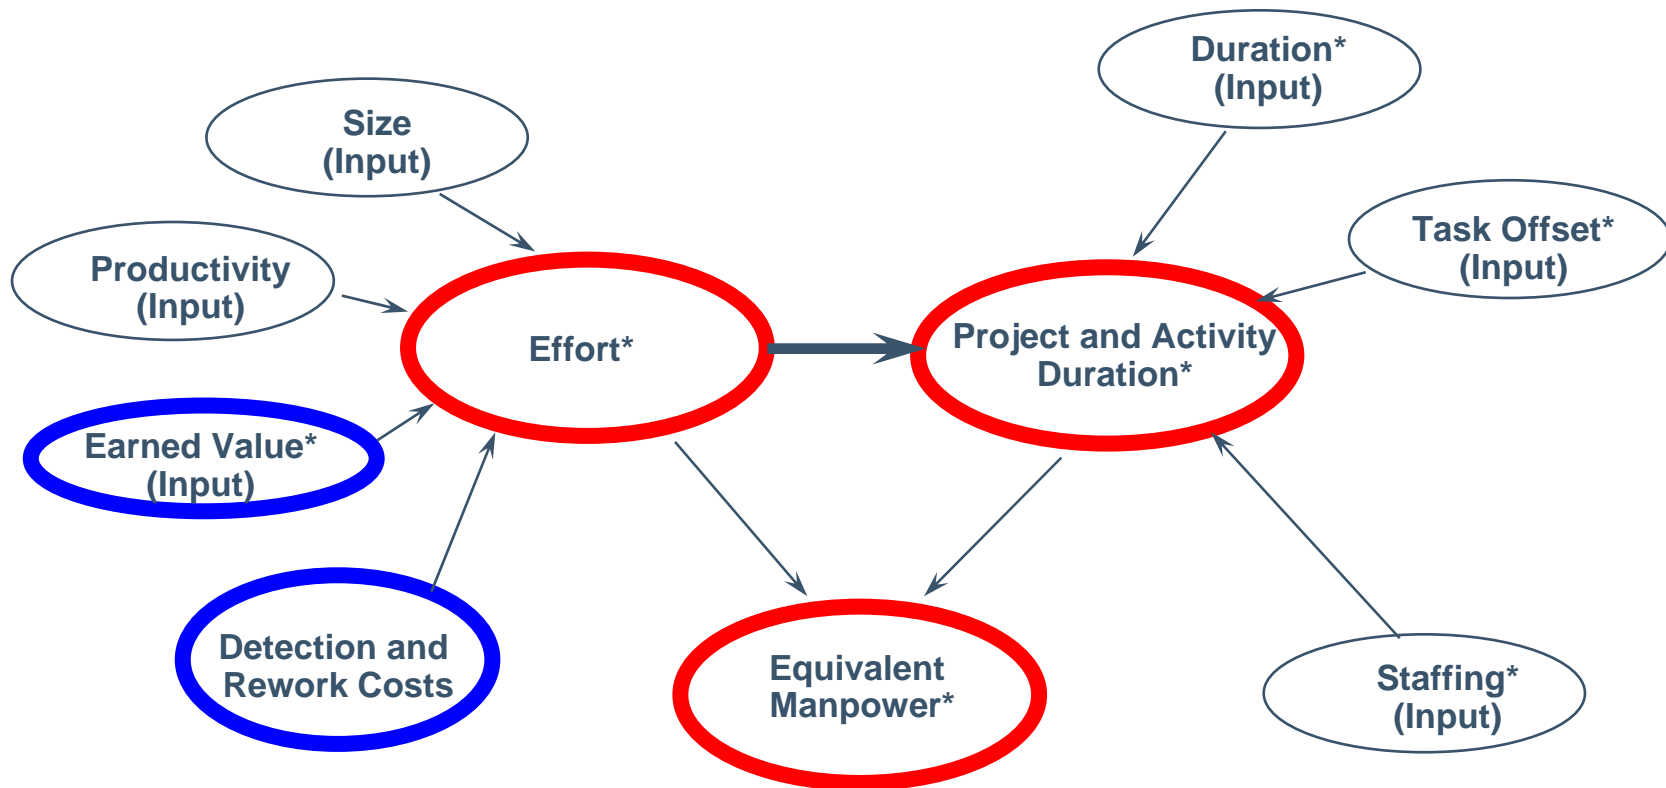 Duration*
(Input)
Size
(Input)
Task Offset*
(Input)
Productivity
(Input)
Effort*
Project and Activity
Duration*
Earned Value*
(Input)
Detection and
Rework Costs
Equivalent
Manpower*
Staffing*
(Input)